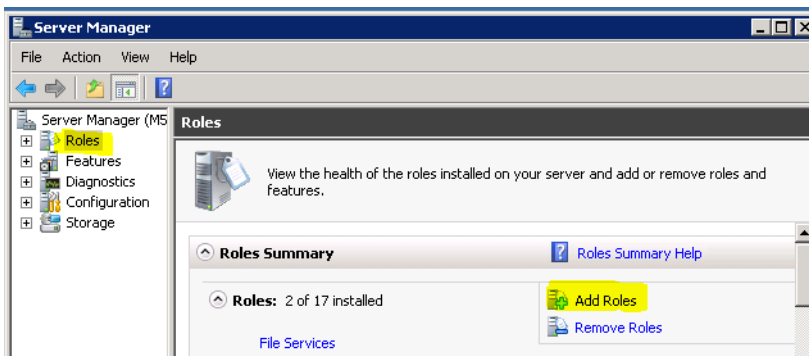 Server Manager
File Action View Help
Server Manager (M5
Roles
Features
Diagnostics
Configuration
Storage
Roles
View the health of the roles installed on your server and add or remove roles and
features.
Roles Summary
Roles Summary Help
Roles: 2 of 17 installed
Add Roles
Remove Roles
File Services